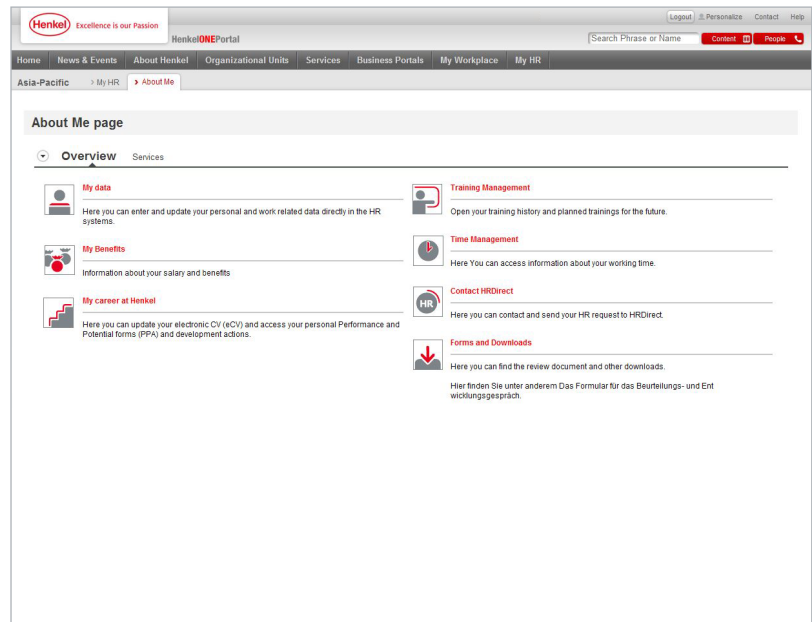 Logout Personalize Contact Help
Henkel Excellence is our Passion
HenkelONEPortal
Search Phrase or Name Content People
Home News & Events About Henkel Organizational Units Services Business Portals My Workplace My HR
Asia-Pacific > My HR > About Me
About Me page
Overview Services
My data
Here you can enter and update your personal and work related data directly in the HR
systems.
My Benefits
Information about your salary and benefits
My career at Henkel
Here you can update your electronic CV (eCV) and access your personal Performance and
Potential forms (PPA) and development actions.
Training Management
Open your training history and planned trainings for the future.
Time Management
Here You can access information about your working time.
HR
Contact HRDirect
Here you can contact and send your HR request to HRDirect.
Forms and Downloads
Here you can find the review document and other downloads.
Hier finden Sie unter anderem Das Formular für das Beurteilungs- und Ent
wicklungsgespräch.